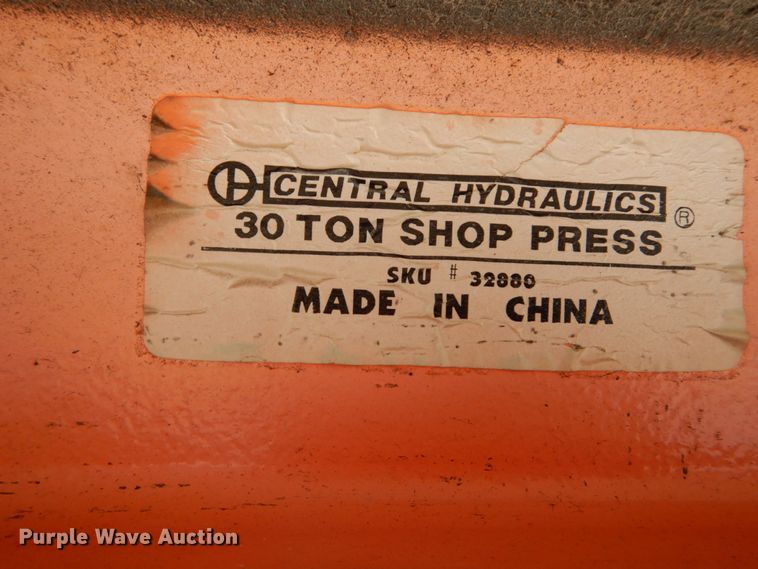 CENTRAL HYDRAULICS ®
30 TON SHOP PRESS
SKU # 32880
MADE IN CHINA
Purple Wave Auction